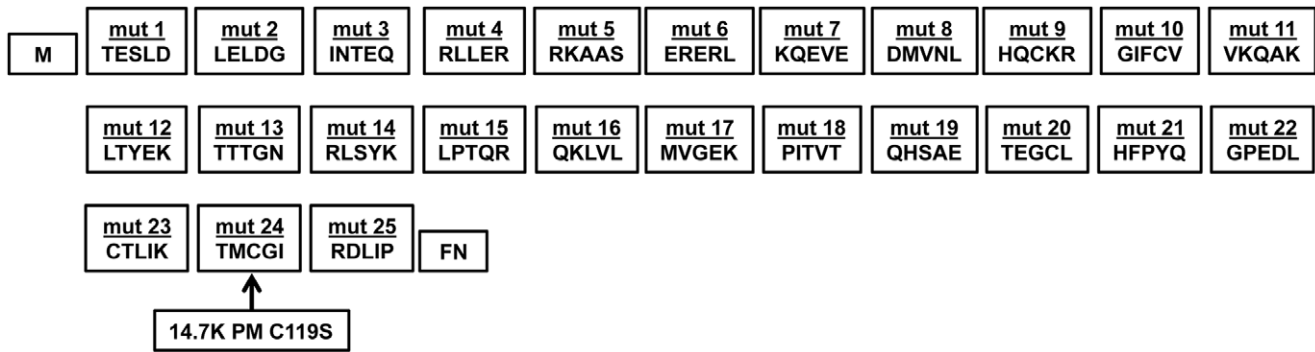 M
mut 1
TESLD
mut 2
LELDG
mut 3
INTEQ
mut 4
RLLER
mut 5
RKAAS
mut 6
ERERL
mut 7
KQEVE
mut 8
DMVNL
mut 9
HQCKR
mut 10
GIFCV
mut 11
VKQAK
mut 12
LTYEK
mut 13
TTTGN
mut 14
RLSYK
mut 15
LPTQR
mut 16
QKLVL
mut 17
MVGEK
mut 18
PITVT
mut 19
QHSAE
mut 20
TEGCL
mut 21
HFPYQ
mut 22
GPEDL
mut 23
CTLIK
mut 24
TMCGI
mut 25
RDLIP
FN
14.7K PM C119S